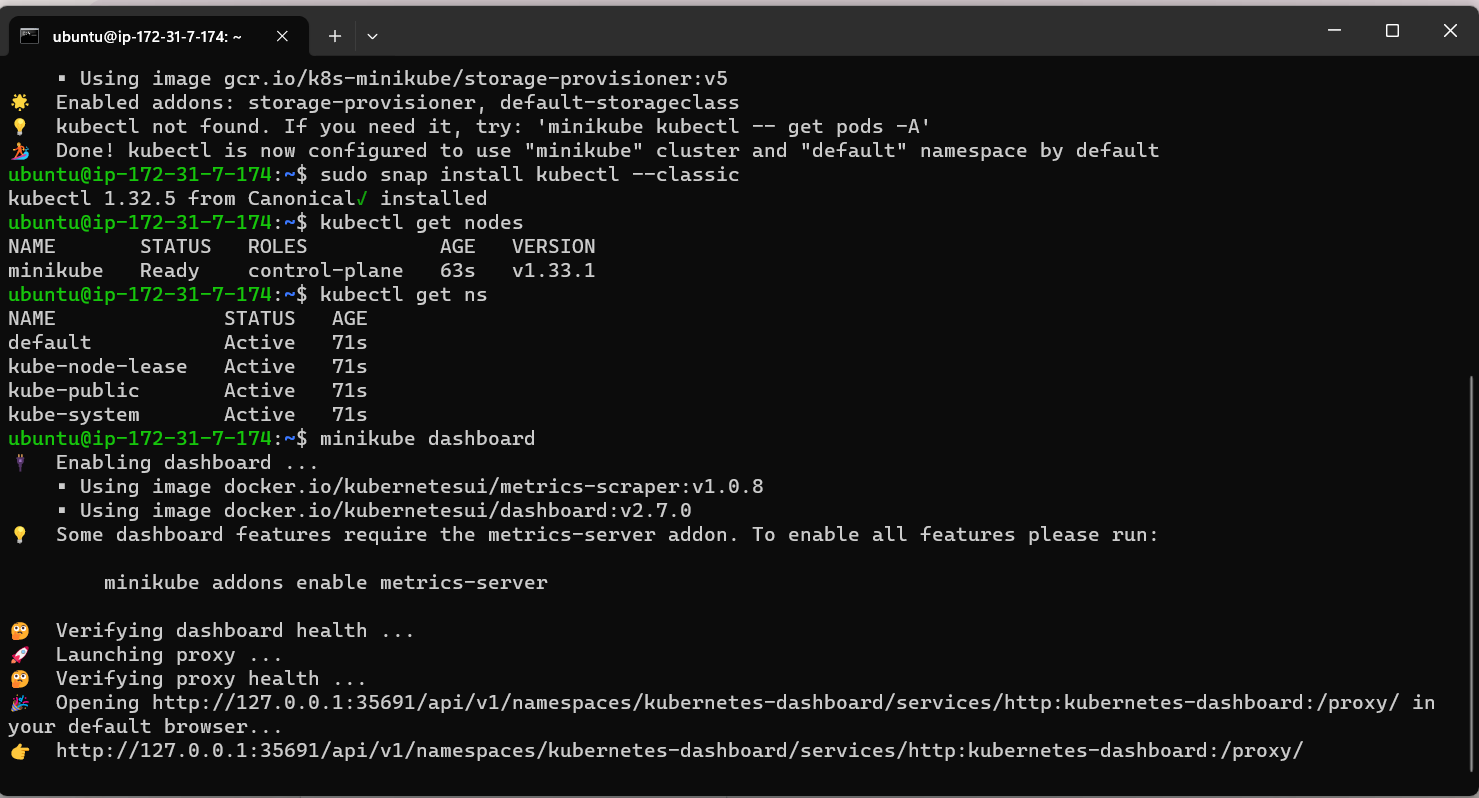 ubuntu@ip-172-31-7-174: ~
▪ Using image gcr.io/k8s-minikube/storage-provisioner:v5
🌟 Enabled addons: storage-provisioner, default-storageclass
💡 kubectl not found. If you need it, try: 'minikube kubectl -- get pods -A'
🏄 Done! kubectl is now configured to use "minikube" cluster and "default" namespace by default
ubuntu@ip-172-31-7-174:~$ sudo snap install kubectl --classic
kubectl 1.32.5 from Canonical✓ installed
ubuntu@ip-172-31-7-174:~$ kubectl get nodes
NAME       STATUS   ROLES           AGE   VERSION
minikube   Ready    control-plane   63s   v1.33.1
ubuntu@ip-172-31-7-174:~$ kubectl get ns
NAME              STATUS   AGE
default           Active   71s
kube-node-lease   Active   71s
kube-public       Active   71s
kube-system       Active   71s
ubuntu@ip-172-31-7-174:~$ minikube dashboard
🔌 Enabling dashboard ...
▪ Using image docker.io/kubernetesui/metrics-scraper:v1.0.8
▪ Using image docker.io/kubernetesui/dashboard:v2.7.0
💡 Some dashboard features require the metrics-server addon. To enable all features please run:
minikube addons enable metrics-server
🤔 Verifying dashboard health ...
🚀 Launching proxy ...
🤔 Verifying proxy health ...
🎉 Opening http://127.0.0.1:35691/api/v1/namespaces/kubernetes-dashboard/services/http:kubernetes-dashboard:/proxy/ in
your default browser...
👉 http://127.0.0.1:35691/api/v1/namespaces/kubernetes-dashboard/services/http:kubernetes-dashboard:/proxy/